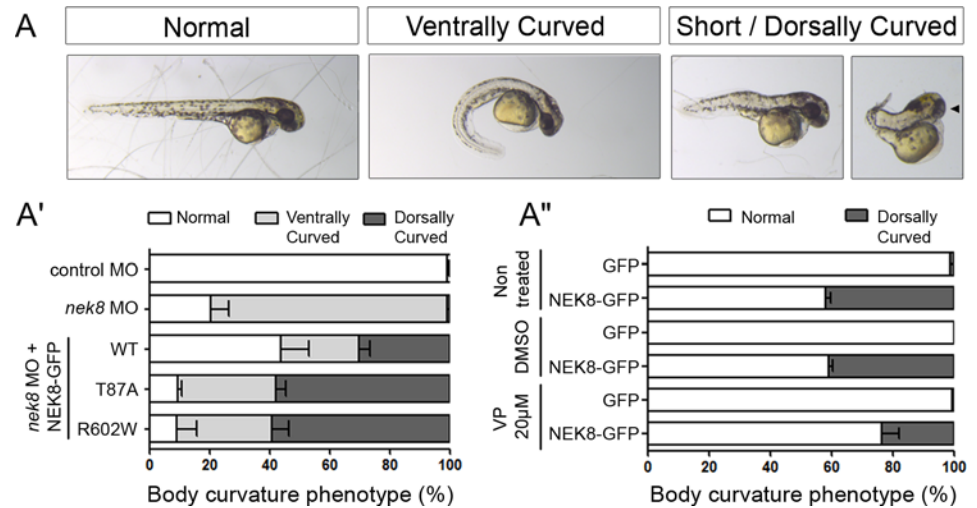 A
Normal
Ventrally Curved
Short / Dorsally Curved
A'
Normal
Ventrally
Curved
Dorsally
Curved
control MO
nek8 MO
nek8 MO +
NEK8-GFP
WT
T87A
R602W
0 20 40 60 80 100
Body curvature phenotype (%)
A"
Normal
Dorsally
Curved
Non
treated
GFP
NEK8-GFP
DMSO
GFP
NEK8-GFP
VP
20µM
GFP
NEK8-GFP
0 20 40 60 80 100
Body curvature phenotype (%)